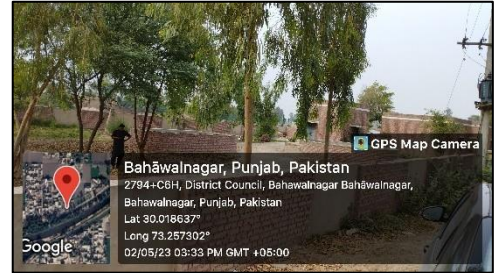 GPS Map Camera
Bahāwalnagar, Punjab, Pakistan
2794+C6H, District Council, Bahawalnagar Bahāwalnagar,
Bahawalnagar, Punjab, Pakistan
Lat 30.018637°
Long 73.257302°
02/05/23 03:33 PM GMT +05:00
Google